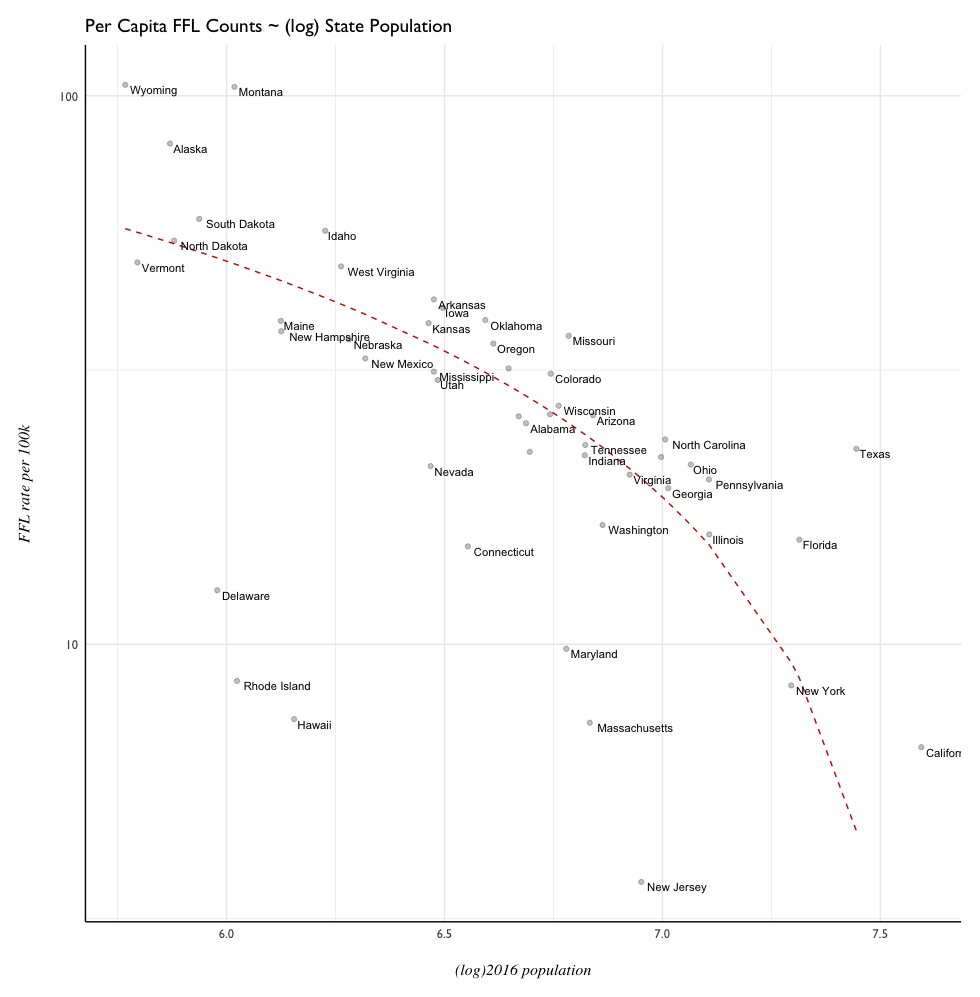 Per Capita FFL Counts ~ (log) State Population
Wyoming
Montana
100
Alaska
South Dakota
Idaho
North Dakota
Vermont
West Virginia
Arkansas
Iowa
Maine
Kansas
Oklahoma
New Hampshire
Nebraska
Missouri
Oregon
New Mexico
Mississippi
Utah
Colorado
Wisconsin
Arizona
Alabama
North Carolina
Tennessee
Texas
Indiana
Ohio
Nevada
Virginia
Pennsylvania
Georgia
FFL rate per 100k
Washington
Illinois
Florida
Connecticut
Delaware
10
Maryland
Rhode Island
New York
Hawaii
Massachusetts
Califor
New Jersey
6.0 6.5 7.0 7.5
(log)2016 population